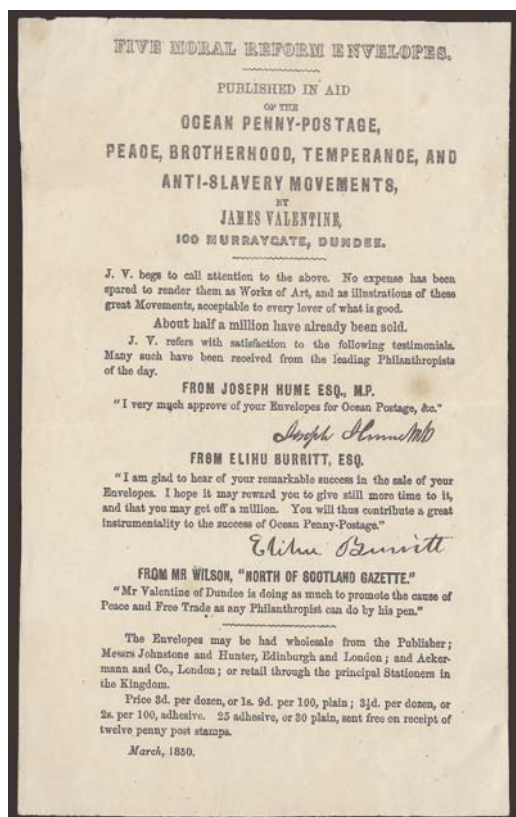 FIVE MORAL REFORM ENVELOPES.
PUBLISHED IN AID
OF THE
OCEAN PENNY-POSTAGE,
PEACE, BROTHERHOOD, TEMPERANCE, AND
ANTI-SLAVERY MOVEMENTS,
BY
JAMES VALENTINE,
100 MURRAYGATE, DUNDEE.
J. V. begs to call attention to the above. No expense has been
spared to render them as Works of Art, and as illustrations of these
great Movements, acceptable to every lover of what is good.
About half a million have already been sold.
J. V. refers with satisfaction to the following testimonials.
Many such have been received from the leading Philanthropists
of the day.
FROM JOSEPH HUME ESQ., M.P.
"I very much approve of your Envelopes for Ocean Postage, &c."
Joseph Hume MP
FROM ELIHU BURRITT, ESQ.
"I am glad to hear of your remarkable success in the sale of your
Envelopes. I hope it may reward you to give still more time to it,
and that you may get off a million. You will thus contribute a great
instrumentality to the success of Ocean Penny-Postage."
Elihu Burritt
FROM MR WILSON, "NORTH OF SCOTLAND GAZETTE."
"Mr Valentine of Dundee is doing as much to promote the cause of
Peace and Free Trade as any Philanthropist can do by his pen."
The Envelopes may be had wholesale from the Publisher;
Messrs Johnstone and Hunter, Edinburgh and London; and Acker-
mann and Co., London; or retail through the principal Stationers in
the Kingdom.
Price 3d. per dozen, or 1s. 9d. per 100, plain; 3½d. per dozen, or
2s. per 100, adhesive. 25 adhesive, or 30 plain, sent free on receipt of
twelve penny post stamps.
March, 1850.